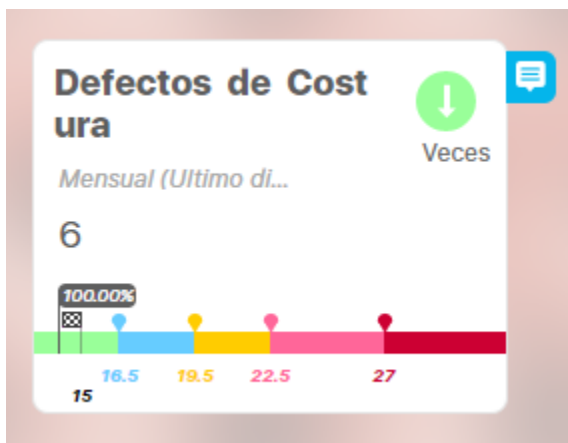 Defectos de Cost
ura
Veces
Mensual (Ultimo di...
6
100.00%
16.5 19.5 22.5 27
15